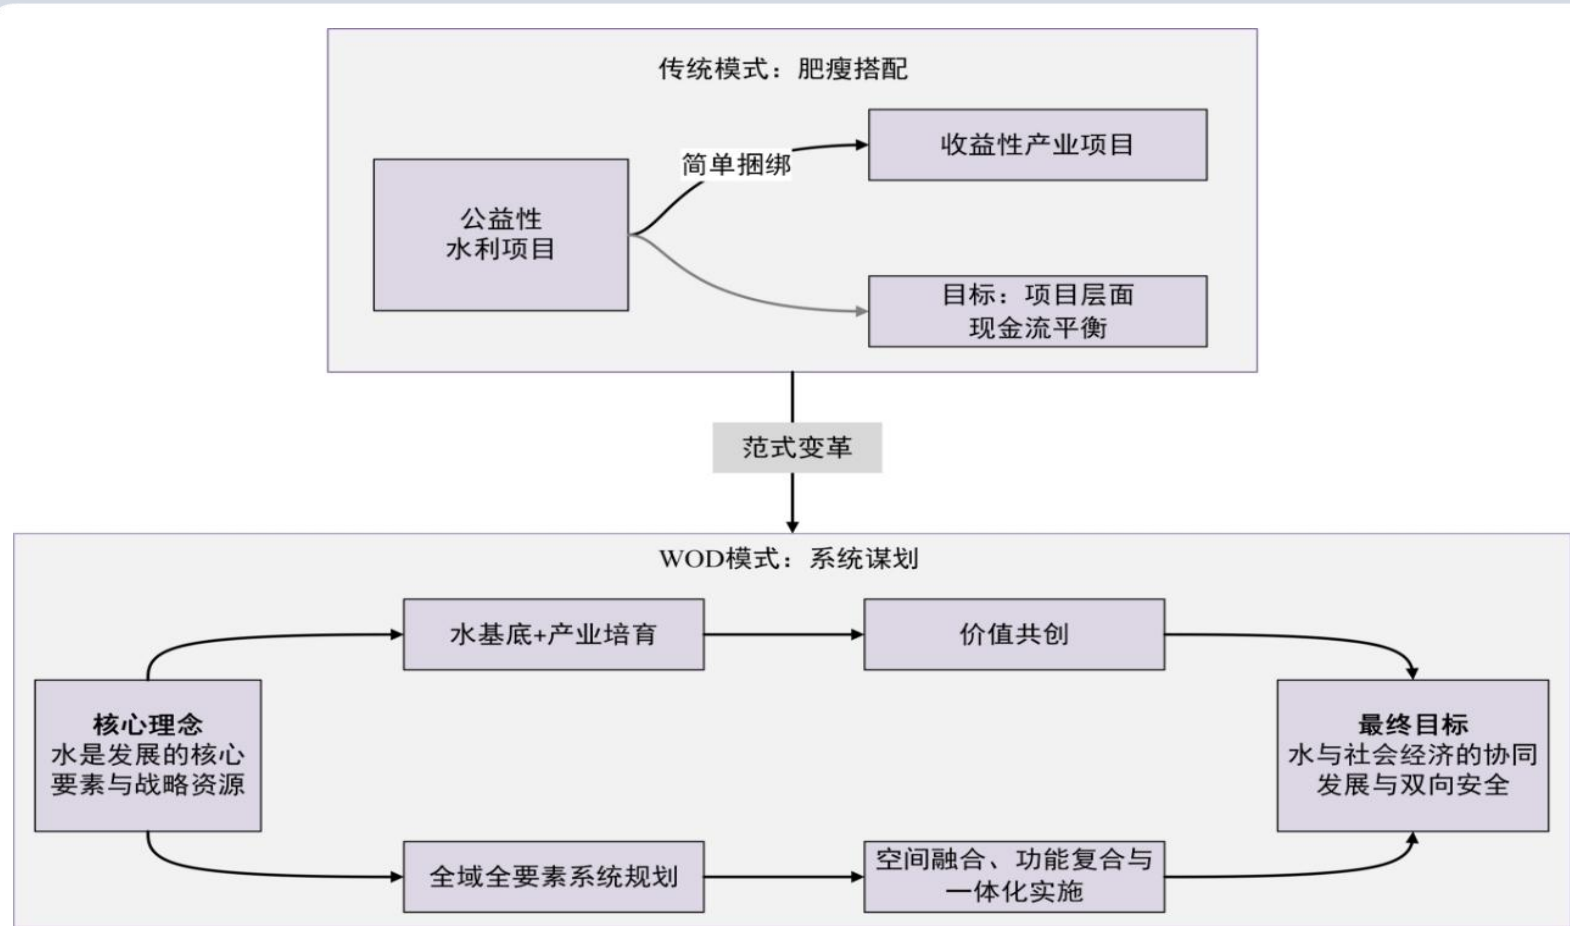 传统模式：肥瘦搭配
收益性产业项目
简单捆绑
公益性
水利项目
目标：项目层面
现金流平衡
范式变革
WOD模式：系统谋划
水基底+产业培育
价值共创
核心理念
水是发展的核心
要素与战略资源
最终目标
水与社会经济的协同
发展与双向安全
全域全要素系统规划
空间融合、功能复合与
一体化实施